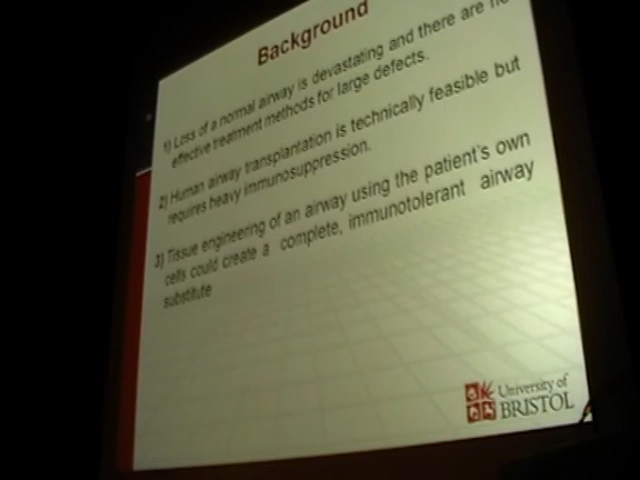 Background
1) Loss of a normal airway is devastating and there are no
effective treatment methods for large defects.
2) Human airway transplantation is technically feasible but
requires heavy immunosuppression.
3) Tissue engineering of an airway using the patient's own
cells could create a complete, immunotolerant airway
substitute
University of
BRISTOL